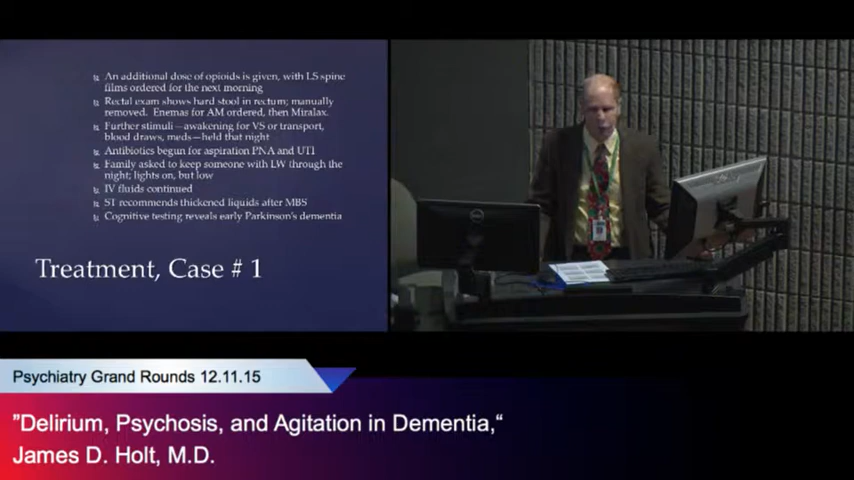 An additional dose of opioids is given, with LS spine
films ordered for the next morning
Rectal exam shows hard stool in rectum; manually
removed. Enemas for AM ordered, then Miralax.
Further stimuli—awakening for VS or transport,
blood draws, meds—held that night
Antibiotics begun for aspiration PNA and UTI
Family asked to keep someone with LW through the
night; lights on, but low
IV fluids continued
ST recommends thickened liquids after MBS
Cognitive testing reveals early Parkinson's dementia
Treatment, Case # 1
Psychiatry Grand Rounds 12.11.15
"Delirium, Psychosis, and Agitation in Dementia,"
James D. Holt, M.D.